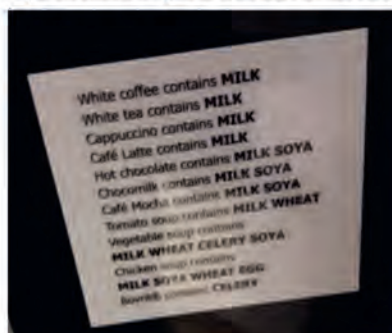 White coffee contains MILK
White tea contains MILK
Cappuccino contains MILK
Café Latte contains MILK
Hot chocolate contains MILK SOYA
Chocomilk contains MILK SOYA
Café Mocha contains MILK SOYA
Tomato soup contains MILK WHEAT
Vegetable soup contains
MILK WHEAT CELERY SOYA
Chicken soup contains
MILK SOYA WHEAT EGG
contains CELERY